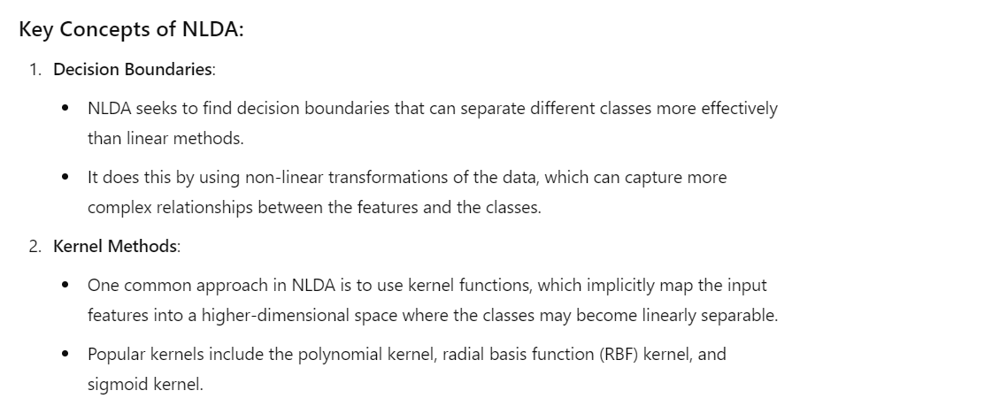 Key Concepts of NLDA:
1. Decision Boundaries:
• NLDA seeks to find decision boundaries that can separate different classes more effectively
than linear methods.
• It does this by using non-linear transformations of the data, which can capture more
complex relationships between the features and the classes.
2. Kernel Methods:
• One common approach in NLDA is to use kernel functions, which implicitly map the input
features into a higher-dimensional space where the classes may become linearly separable.
• Popular kernels include the polynomial kernel, radial basis function (RBF) kernel, and
sigmoid kernel.